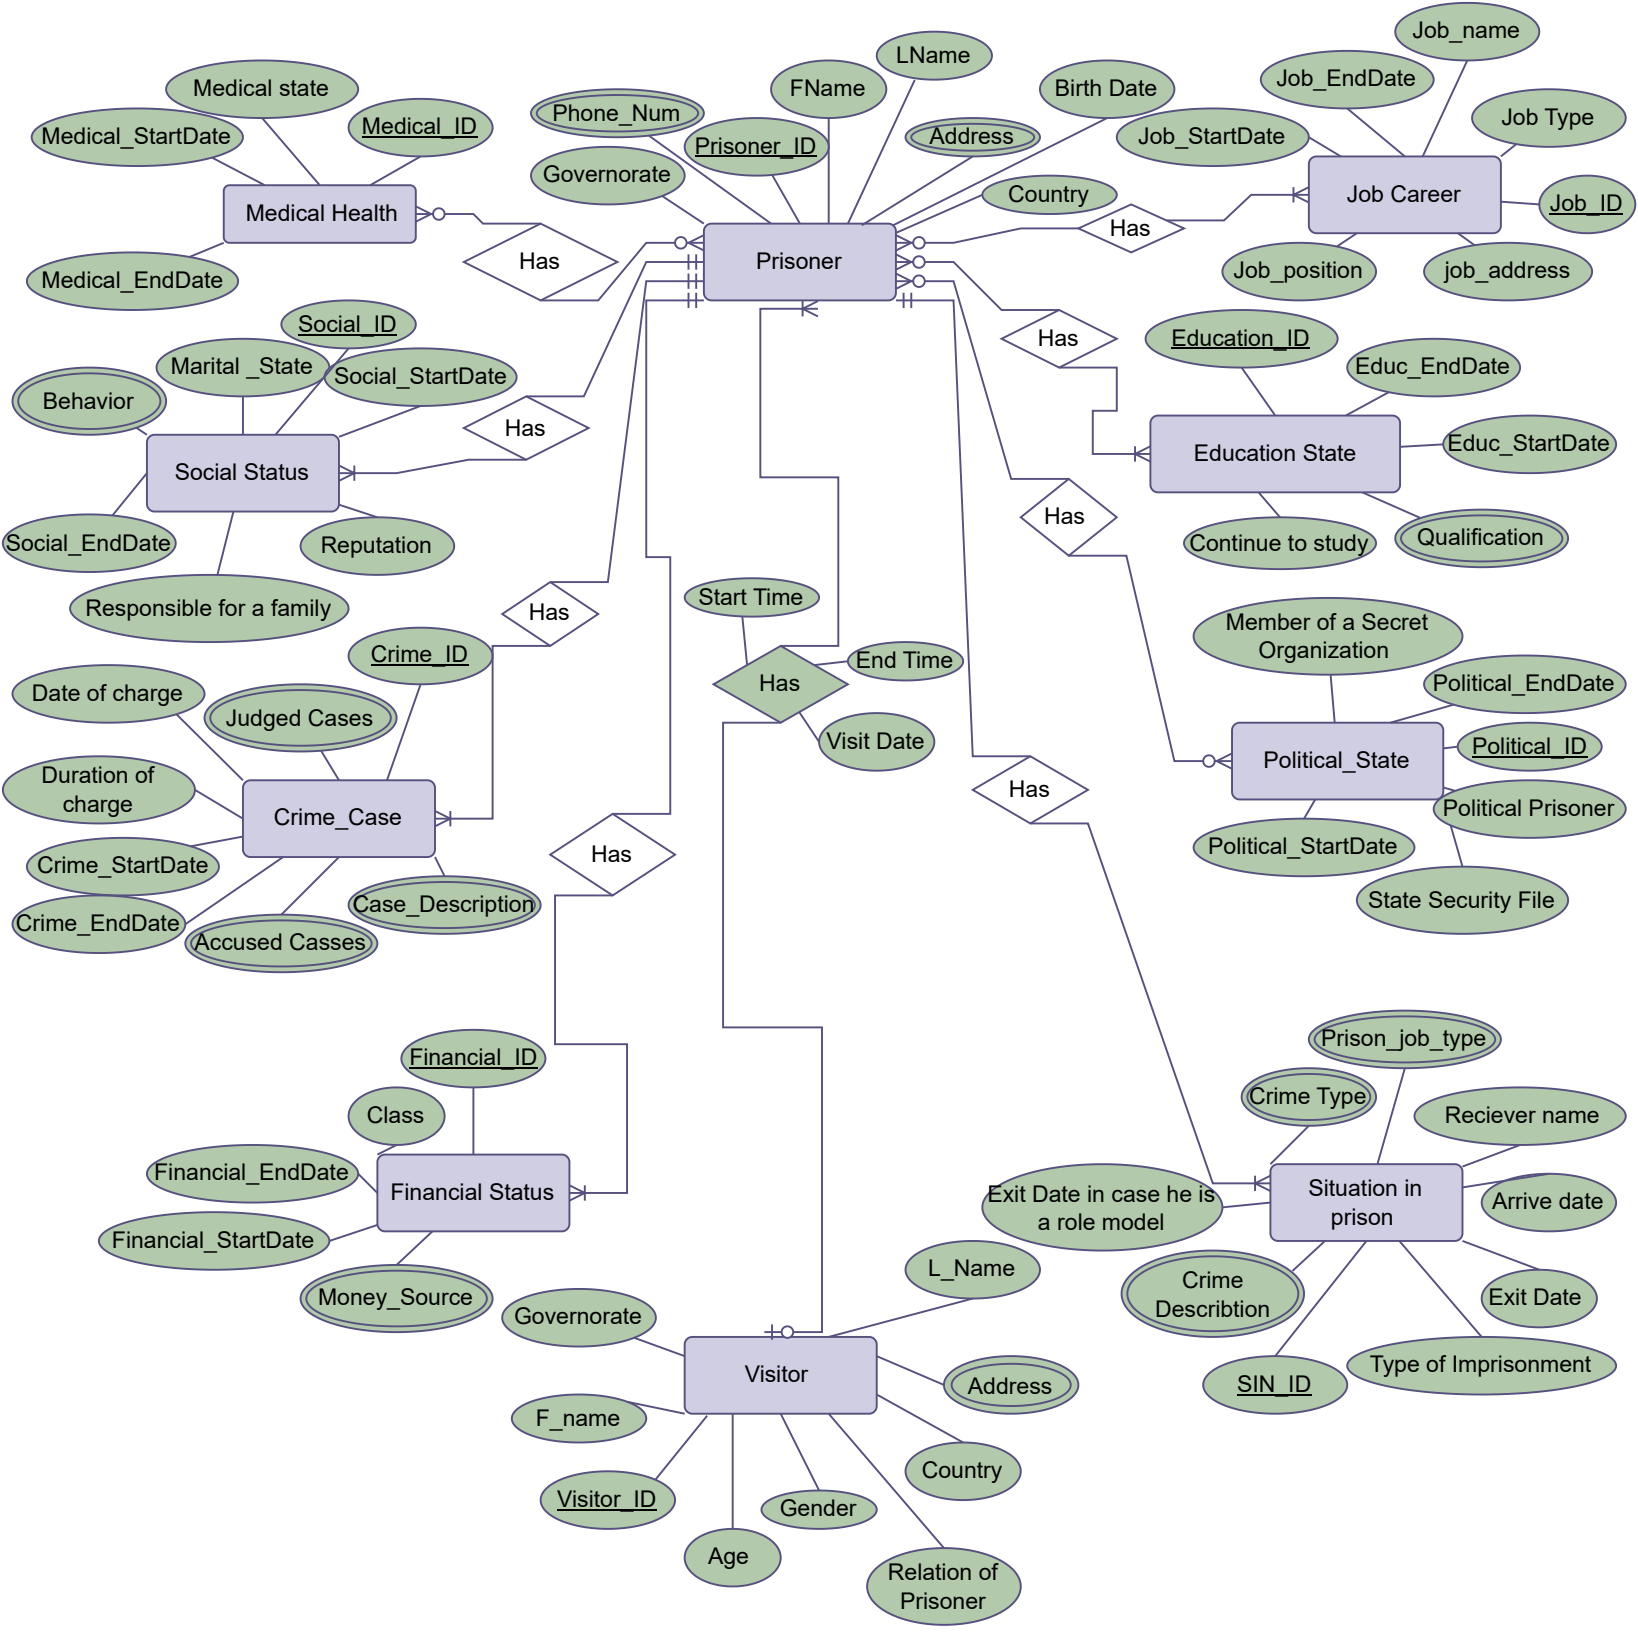 Job_name
LName
Medical state
FName
Birth Date
Job_EndDate
Job Type
Medical_StartDate
Medical_ID
Phone_Num
Prisoner_ID
Address
Job_StartDate
Governorate
Country
Job Career
Job_ID
Medical Health
Has
Prisoner
Has
Job_position
job_address
Medical_EndDate
Social_ID
Has
Education_ID
Marital _State
Social_StartDate
Educ_EndDate
Behavior
Has
Social Status
Education State
Educ_StartDate
Has
Social_EndDate
Reputation
Continue to study
Qualification
Responsible for a family
Has
Start Time
Member of a Secret
Organization
Crime_ID
End Time
Date of charge
Judged Cases
Has
Political_EndDate
Visit Date
Political_ID
Duration of
charge
Has
Political_State
Crime_Case
Political Prisoner
Crime_StartDate
Has
Political_StartDate
Crime_EndDate
Accused Casses
Case_Description
State Security File
Financial_ID
Prison_job_type
Class
Crime Type
Reciever name
Financial_EndDate
Financial Status
Exit Date in case he is
a role model
Situation in
prison
Arrive date
Financial_StartDate
L_Name
Money_Source
Governorate
Crime
Describtion
Exit Date
Visitor
Address
SIN_ID
Type of Imprisonment
F_name
Country
Visitor_ID
Gender
Age
Relation of
Prisoner